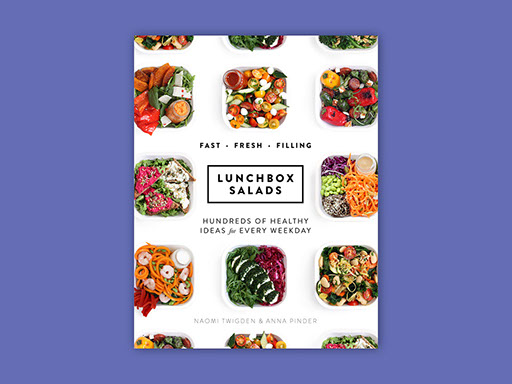 FAST • FRESH • FILLING
LUNCHBOX
SALADS
HUNDREDS OF HEALTHY
IDEAS for EVERY WEEKDAY
NAOMI TWIGDEN & ANNA PINDER